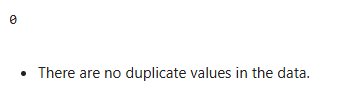 0
• There are no duplicate values in the data.